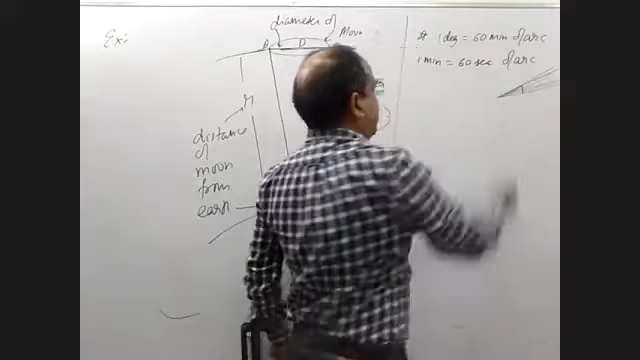 Ex:
diameter of
Moon
D
r
distance
of
moon
from
earth
# 1 deg = 60 min of arc
1 min = 60 sec of arc